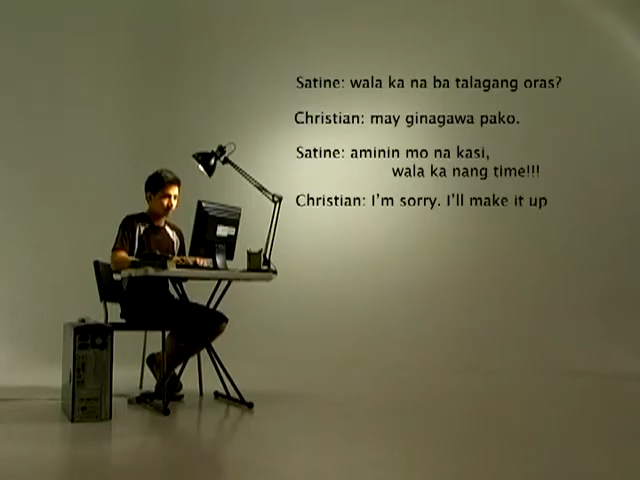 Satine: wala ka na ba talagang oras?
Christian: may ginagawa pako.
Satine: aminin mo na kasi,
wala ka nang time!!!
Christian: I'm sorry. I'll make it up